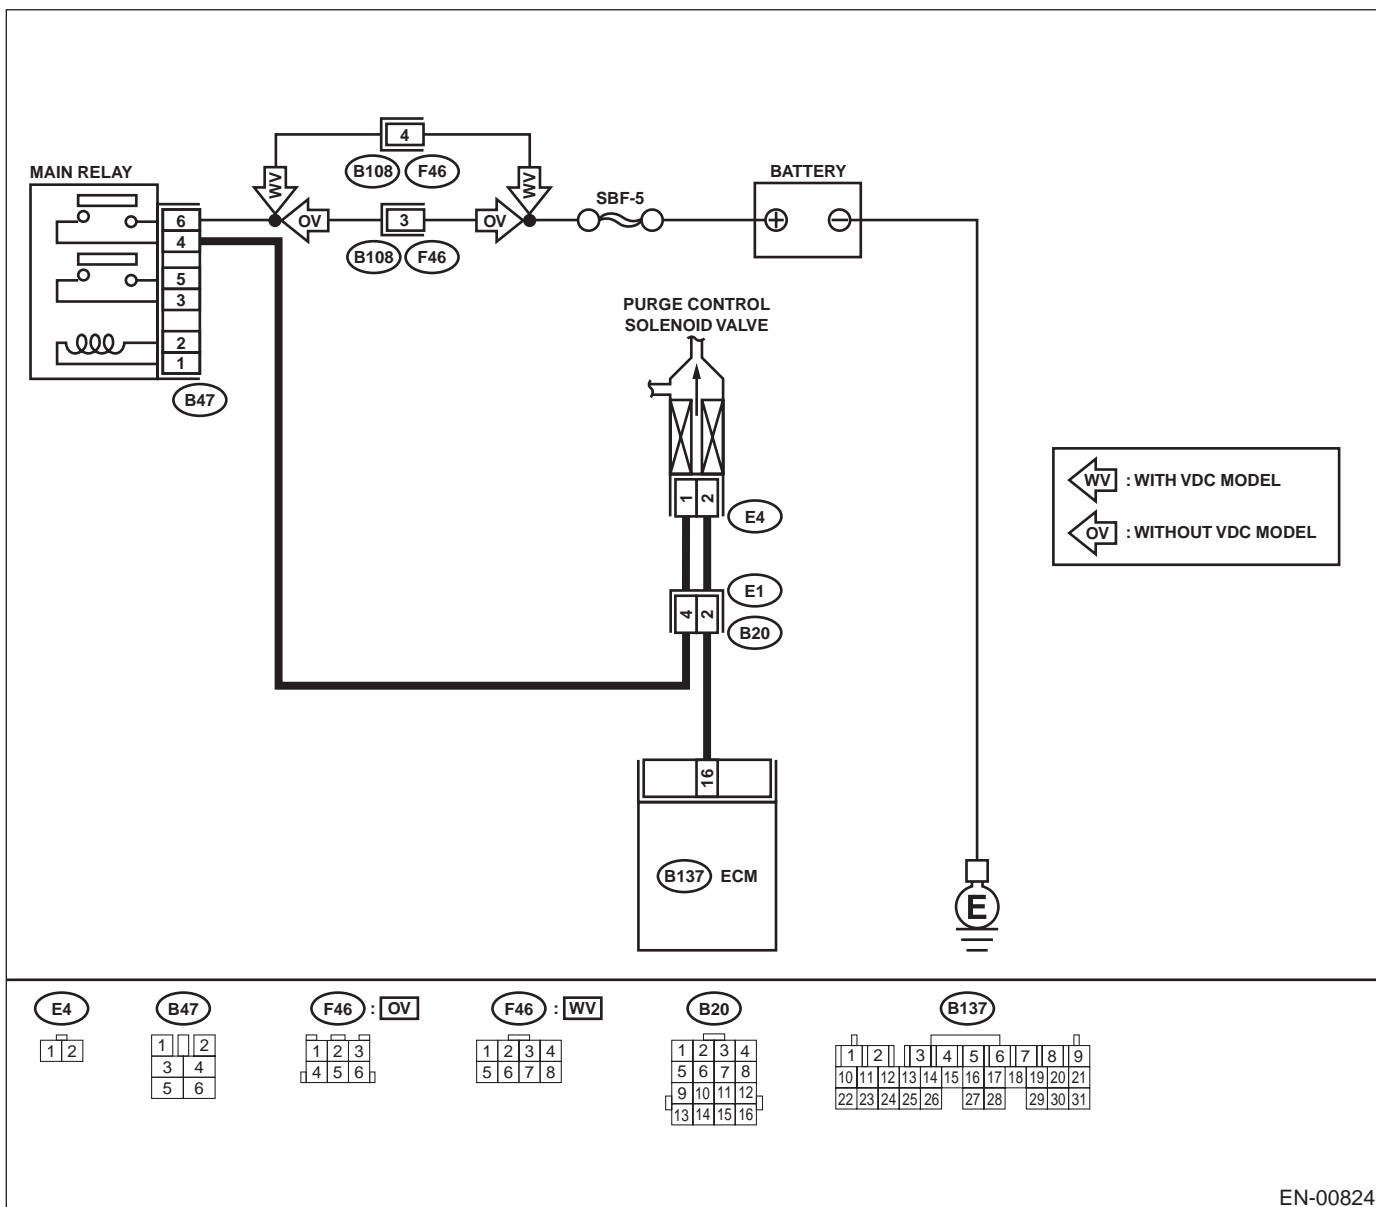 4
B108 F46
MAIN RELAY
BATTERY
WV
WV
SBF-5
6
OV
3
OV
4
B108 F46
5
3
PURGE CONTROL
SOLENOID VALVE
2
1
B47
WV : WITH VDC MODEL
1 2
E4
OV : WITHOUT VDC MODEL
E1
4 2
B20
16
B137 ECM
E
E4
B47
F46 : OV
F46 : WV
B20
B137
1 2
1 2
3 4
5 6
1 2 3
4 5 6
1 2 3 4
5 6 7 8
1 2 3 4
5 6 7 8
9 10 11 12
13 14 15 16
1 2 3 4 5 6 7 8 9
10 11 12 13 14 15 16 17 18 19 20 21
22 23 24 25 26 27 28 29 30 31
EN-00824